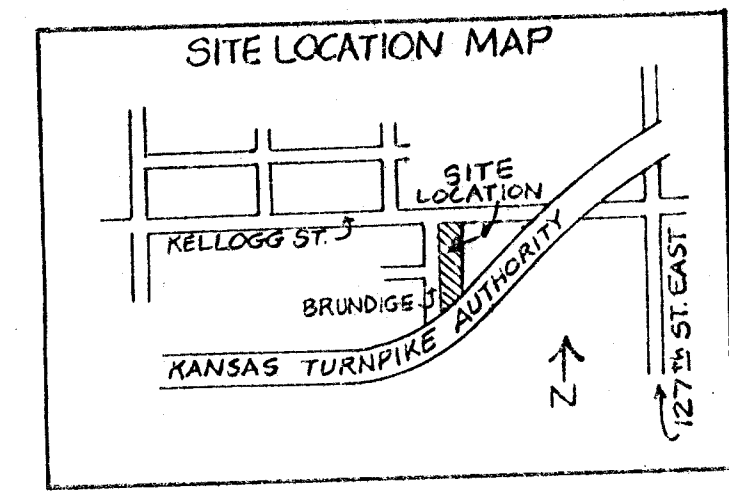 SITE LOCATION MAP
SITE
LOCATION
KELLOGG ST.
BRUNDIGE
KANSAS TURNPIKE AUTHORITY
N
127th ST. EAST